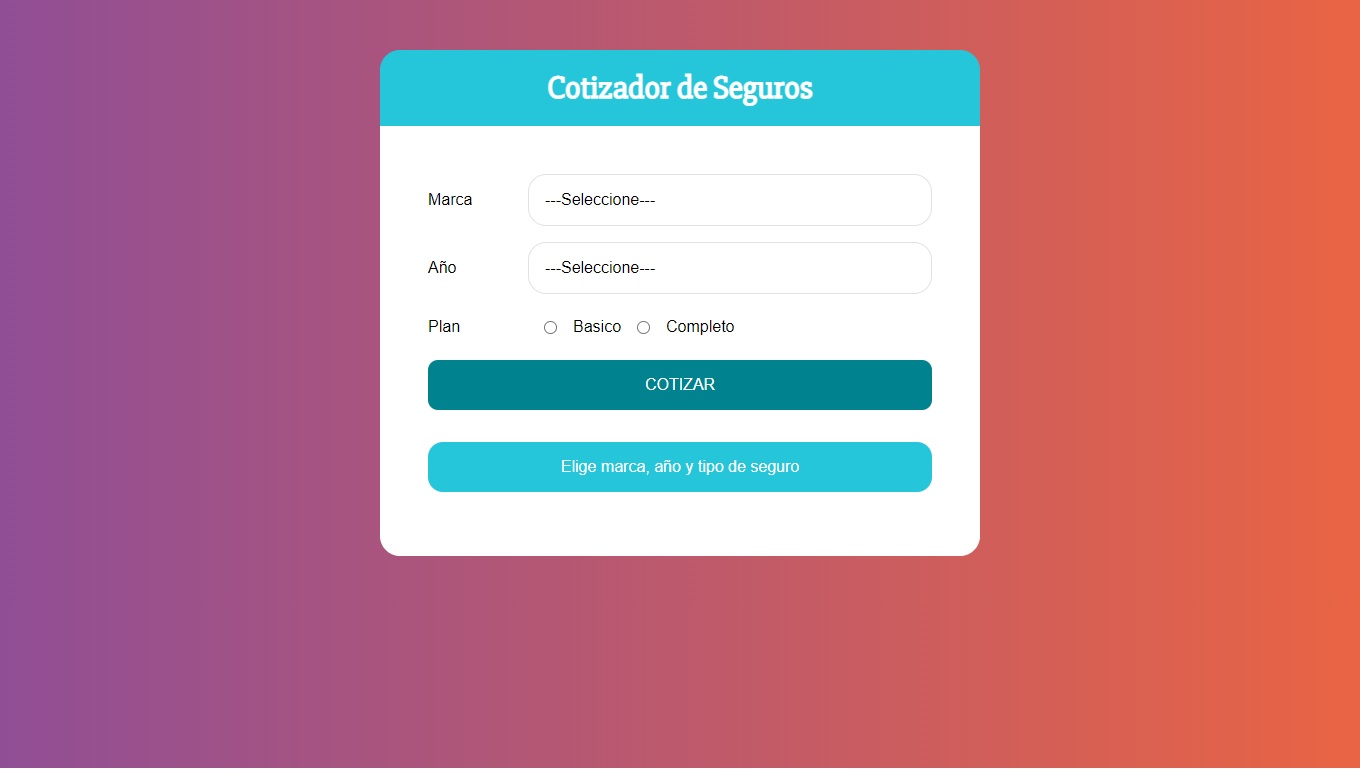 Cotizador de Seguros
Marca ---Seleccione---
Año ---Seleccione---
Plan Basico Completo
COTIZAR
Elige marca, año y tipo de seguro